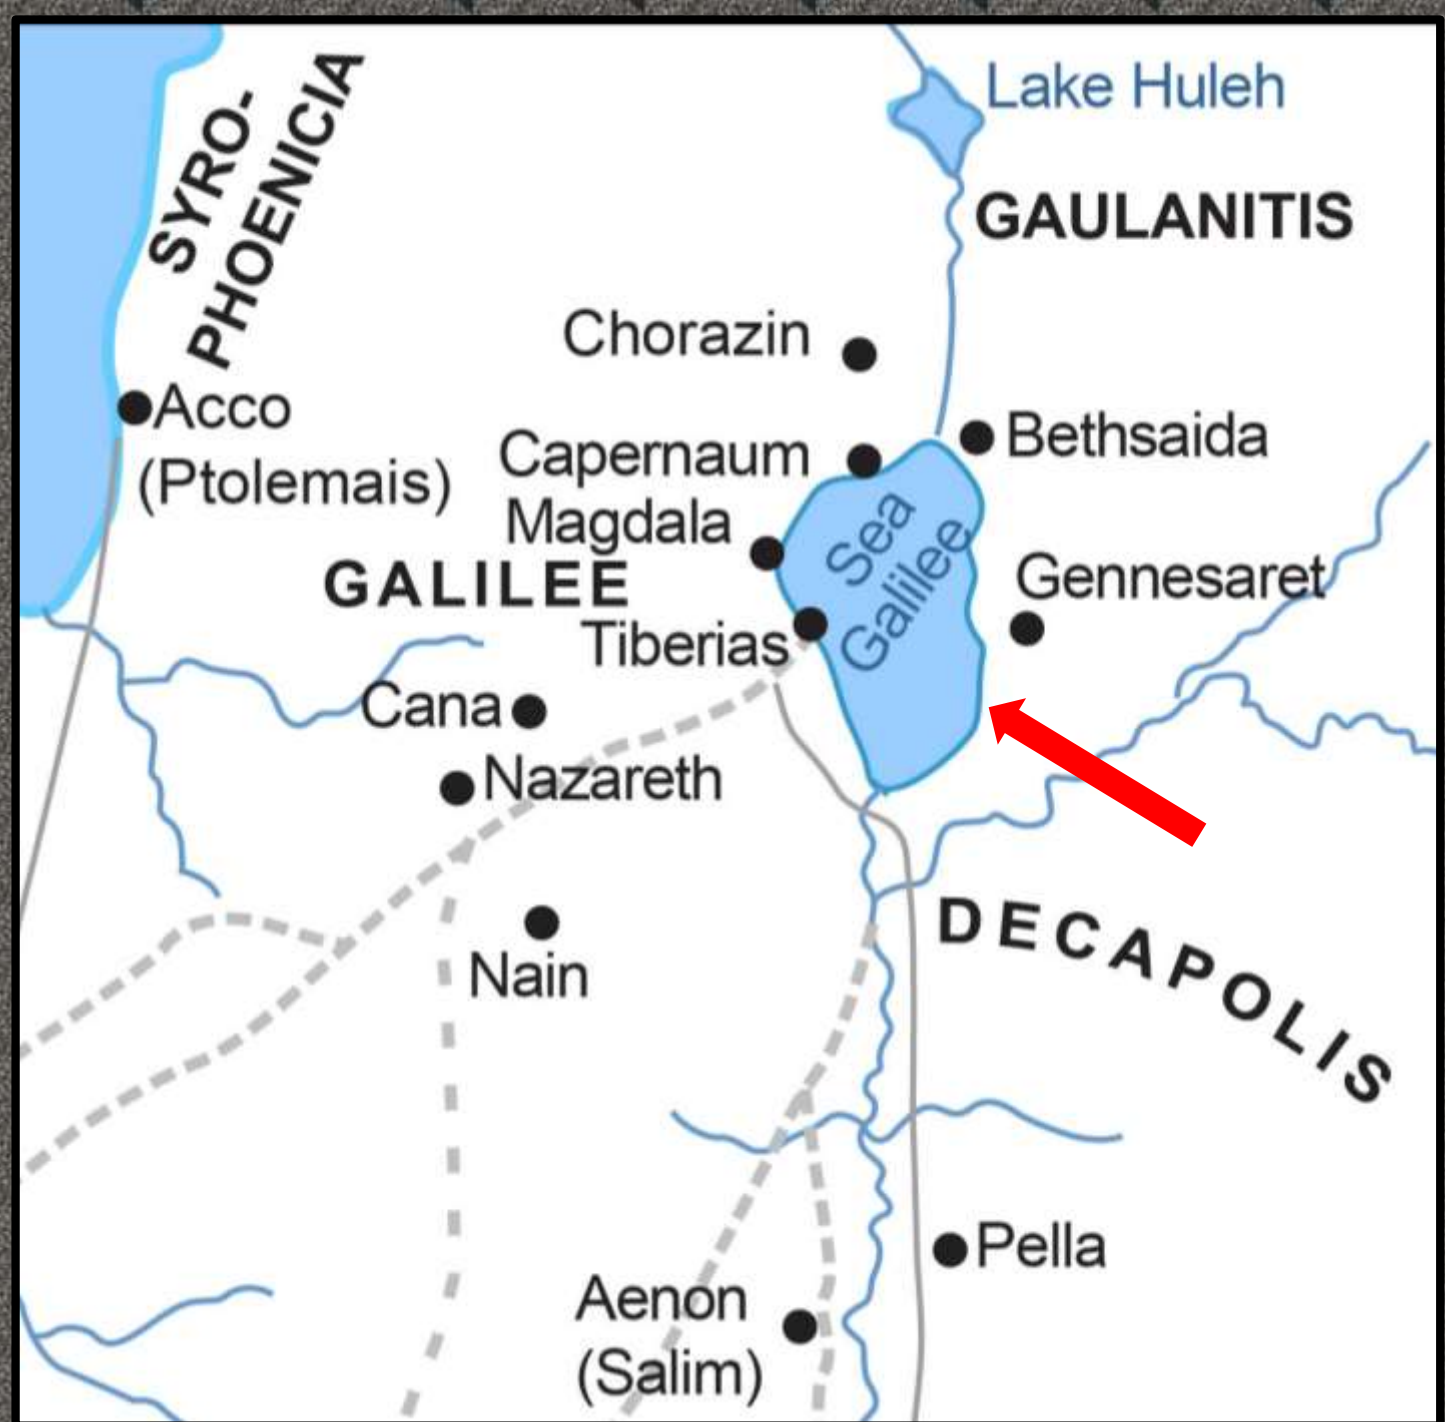 SYRO-
PHOENICIA
Lake Huleh
GAULANITIS
Chorazin
Acco
(Ptolemais)
Capernaum
Bethsaida
Magdala
Sea
Galilee
GALILEE
Gennesaret
Tiberias
Cana
Nazareth
Nain
DECAPOLIS
Pella
Aenon
(Salim)